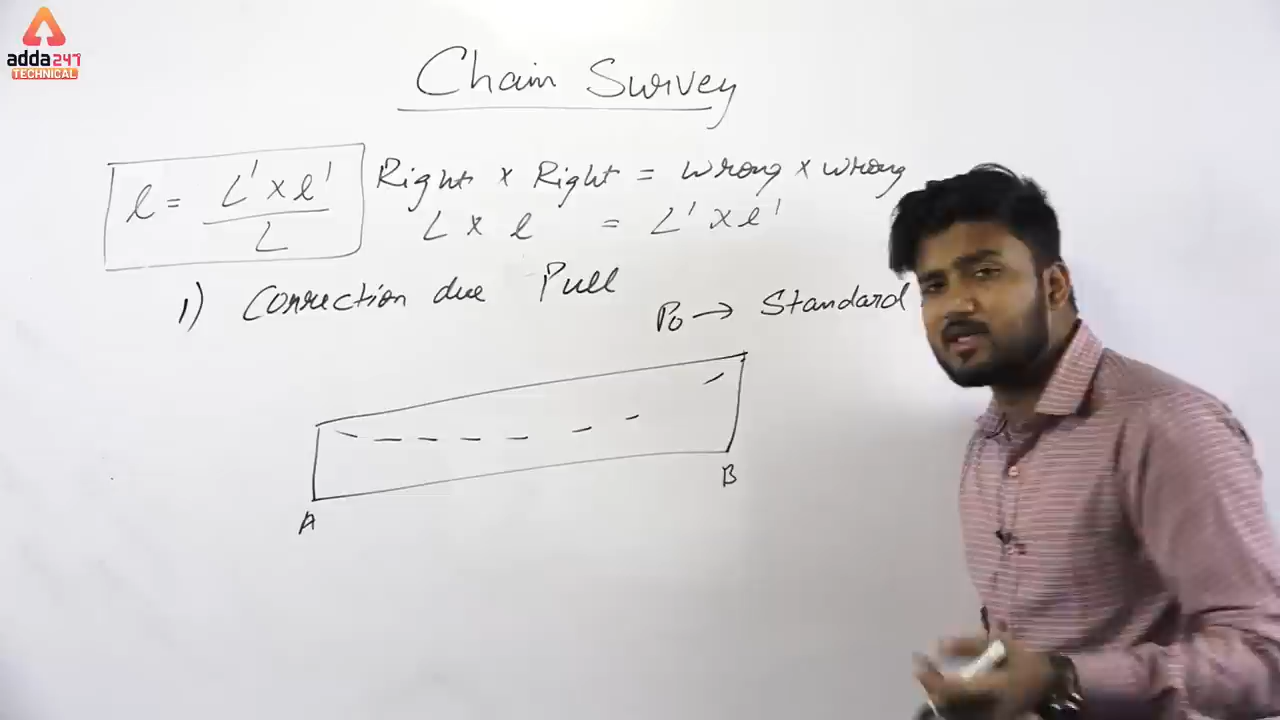 adda247
TECHNICAL
Chain Survey
l = L' x l' / L
Right x Right = Wrong x Wrong
L x l = L' x l'
1) Correction due Pull
P0 → Standard
A
B